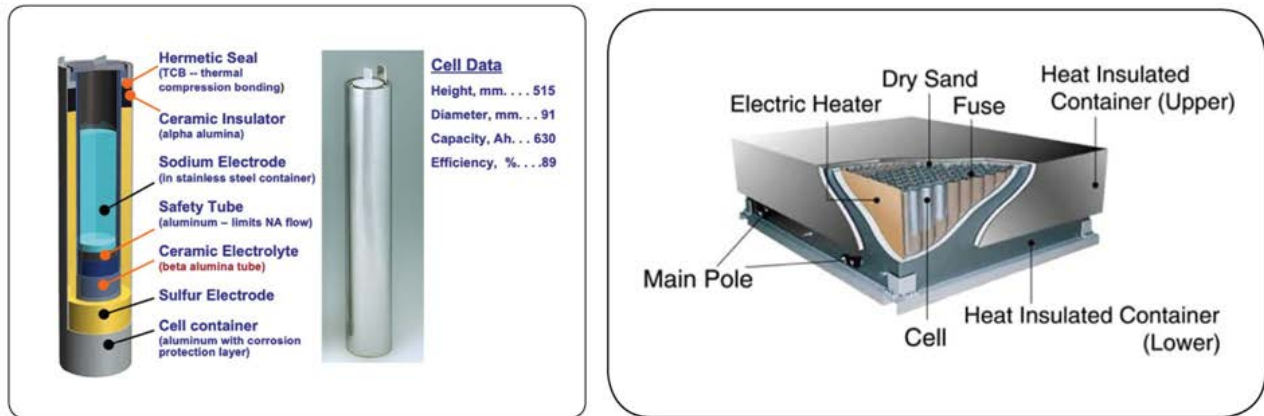 Hermetic Seal
(TCB -- thermal
compression bonding)
Ceramic Insulator
(alpha alumina)
Sodium Electrode
(in stainless steel container)
Safety Tube
(aluminum – limits NA flow)
Ceramic Electrolyte
(beta alumina tube)
Sulfur Electrode
Cell container
(aluminum with corrosion
protection layer)
Cell Data
Height, mm. . . . 515
Diameter, mm. . . 91
Capacity, Ah. . . 630
Efficiency, %. . . .89
Dry Sand
Electric Heater
Fuse
Heat Insulated
Container (Upper)
Main Pole
Cell
Heat Insulated Container
(Lower)